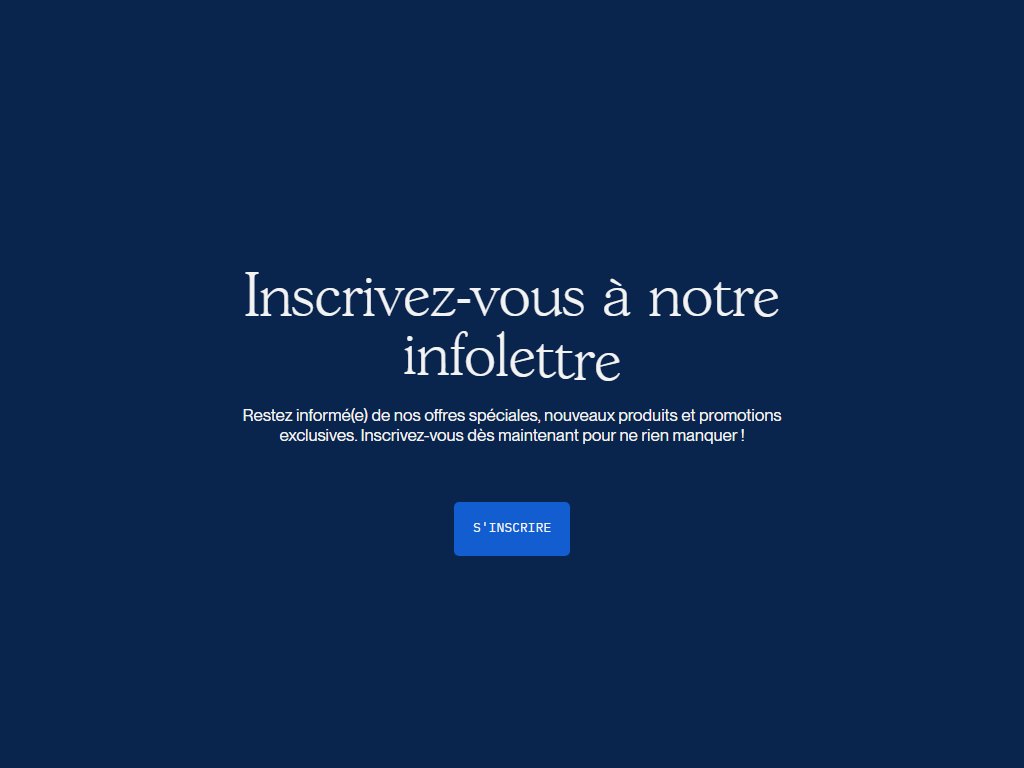 Inscrivez-vous à notre
infolettre
Restez informé(e) de nos offres spéciales, nouveaux produits et promotions
exclusives. Inscrivez-vous dès maintenant pour ne rien manquer !
S'INSCRIRE